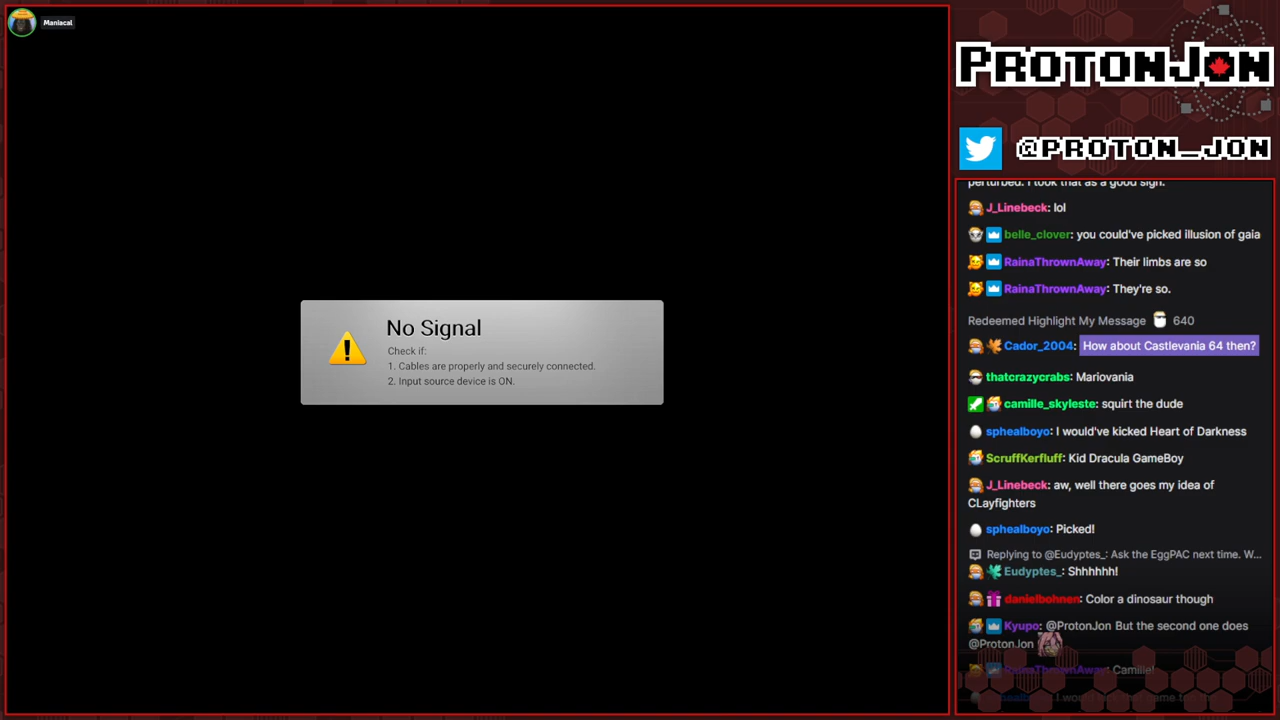 Maniacal
No Signal
Check if:
1. Cables are properly and securely connected.
2. Input source device is ON.
PROTONJON
@PROTON_JON
perturbed. I took that as a good sign.
J_Linebeck: lol
belle_clover: you could've picked illusion of gaia
RainaThrownAway: Their limbs are so
RainaThrownAway: They're so.
Redeemed Highlight My Message 640
Cador_2004: How about Castlevania 64 then?
thatcrazycrabs: Mariovania
camille_skyleste: squirt the dude
sphealboyo: I would've kicked Heart of Darkness
ScruffKerfluff: Kid Dracula GameBoy
J_Linebeck: aw, well there goes my idea of
CLayfighters
sphealboyo: Picked!
Replying to @Eudyptes_: Ask the EggPAC next time. W...
Eudyptes_: Shhhhhh!
danielbohnen: Color a dinosaur though
Kyupo: @ProtonJon But the second one does
@ProtonJon
RainaThrownAway: Camille!